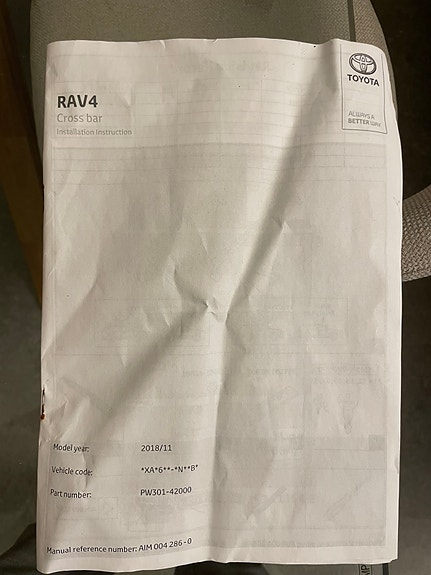 RAV4
Cross bar
Installation Instruction
TOYOTA
ALWAYS A
BETTER WAY
Model year: 2018/11
Vehicle code: *XA*6**-*N**B*
Part number: PW301-42000
Manual reference number: AIM 004 286 - 0